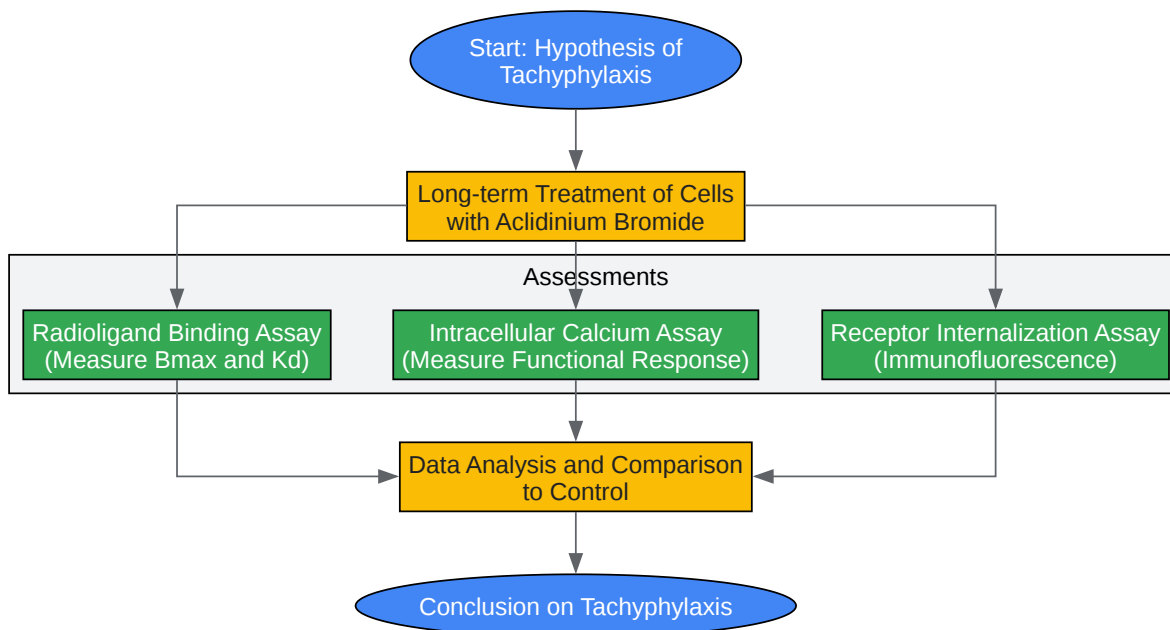 Start: Hypothesis of
Tachyphylaxis
Long-term Treatment of Cells
with Aclidinium Bromide
Assessments
Radioligand Binding Assay
(Measure Bmax and Kd)
Intracellular Calcium Assay
(Measure Functional Response)
Receptor Internalization Assay
(Immunofluorescence)
Data Analysis and Comparison
to Control
Conclusion on Tachyphylaxis